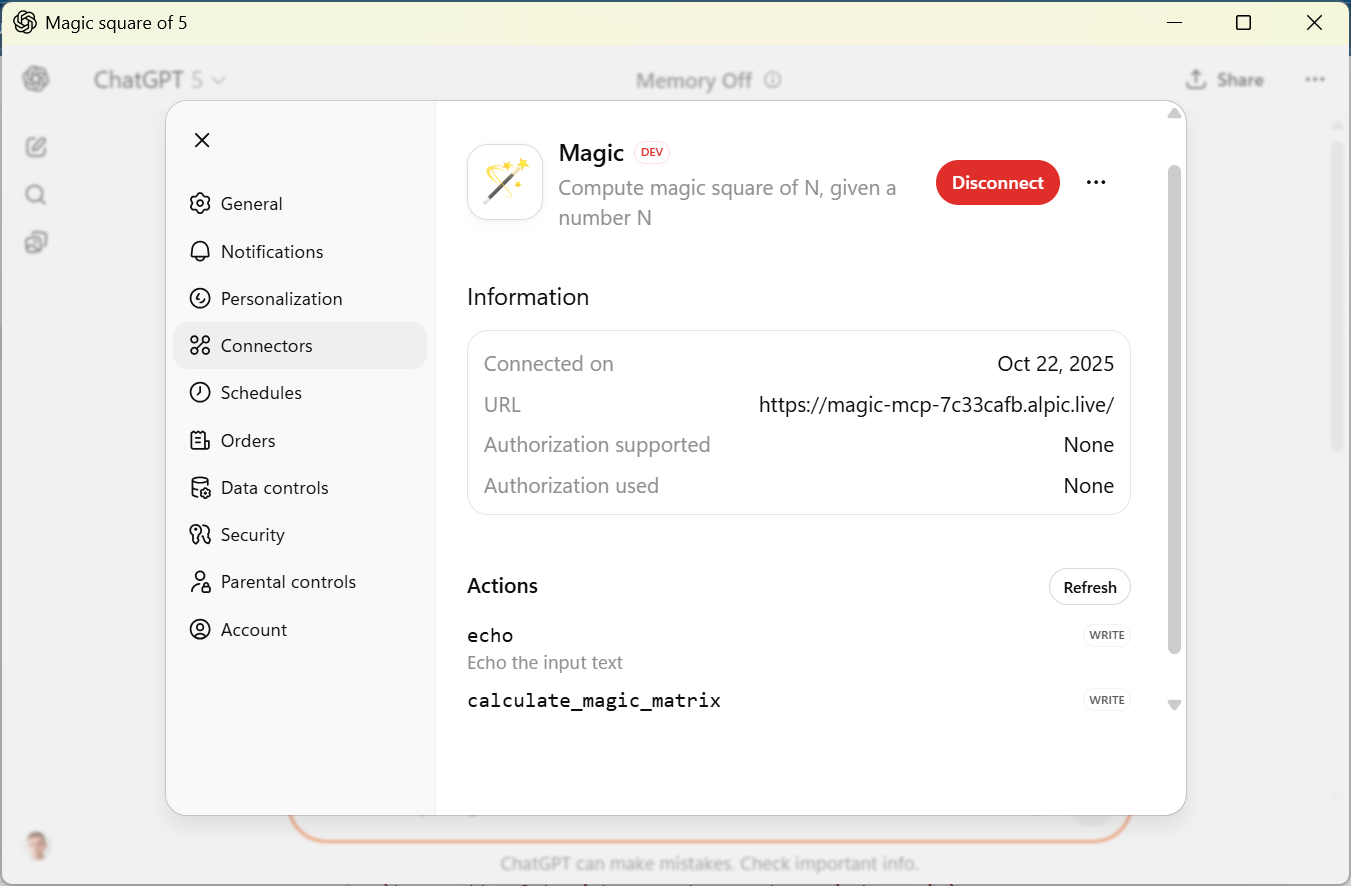 Magic square of 5
ChatGPT 5
Memory Off
Share
General
Notifications
Personalization
Connectors
Schedules
Orders
Data controls
Security
Parental controls
Account
Magic DEV
Compute magic square of N, given a
number N
Disconnect
Information
Connected on Oct 22, 2025
URL https://magic-mcp-7c33cafb.alpic.live/
Authorization supported None
Authorization used None
Actions
Refresh
echo WRITE
Echo the input text
calculate_magic_matrix WRITE
ChatGPT can make mistakes. Check important info.